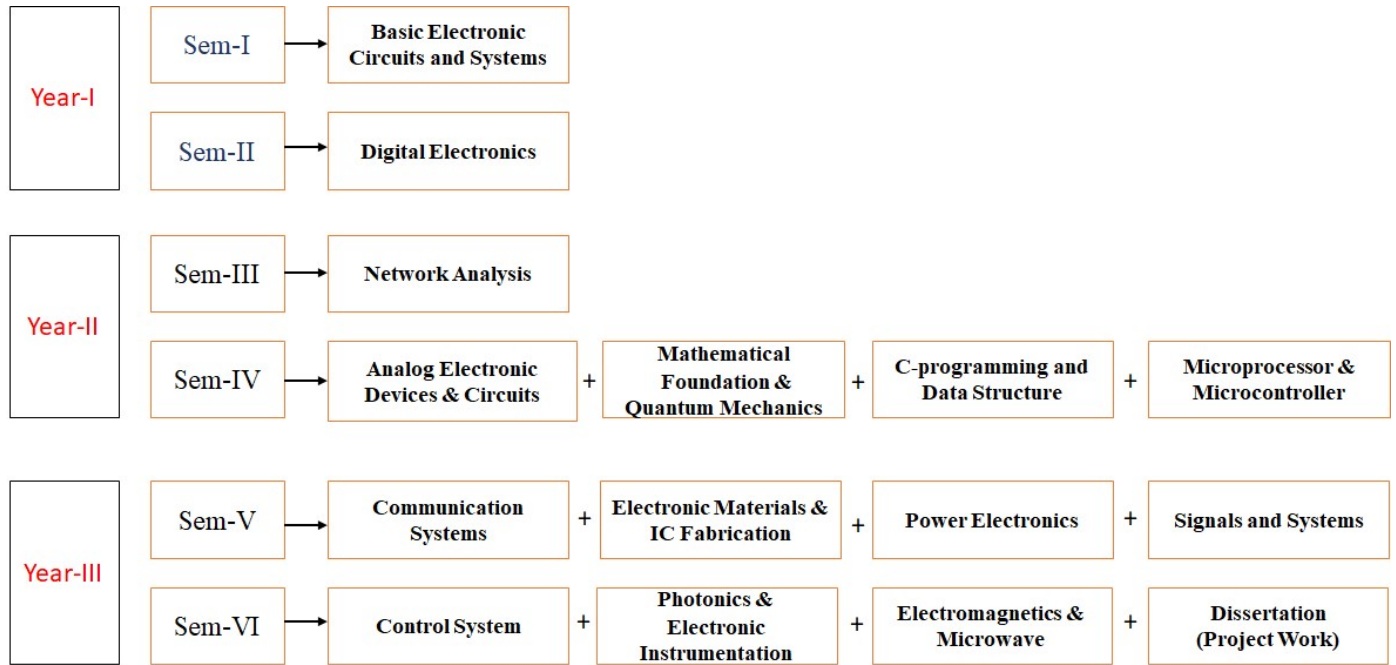 Year-I
Sem-I
Basic Electronic
Circuits and Systems
Sem-II
Digital Electronics
Year-II
Sem-III
Network Analysis
Sem-IV
Analog Electronic
Devices & Circuits
+
Mathematical
Foundation &
Quantum Mechanics
+
C-programming and
Data Structure
+
Microprocessor &
Microcontroller
Year-III
Sem-V
Communication
Systems
+
Electronic Materials &
IC Fabrication
+
Power Electronics
+
Signals and Systems
Sem-VI
Control System
+
Photonics &
Electronic
Instrumentation
+
Electromagnetics &
Microwave
+
Dissertation
(Project Work)